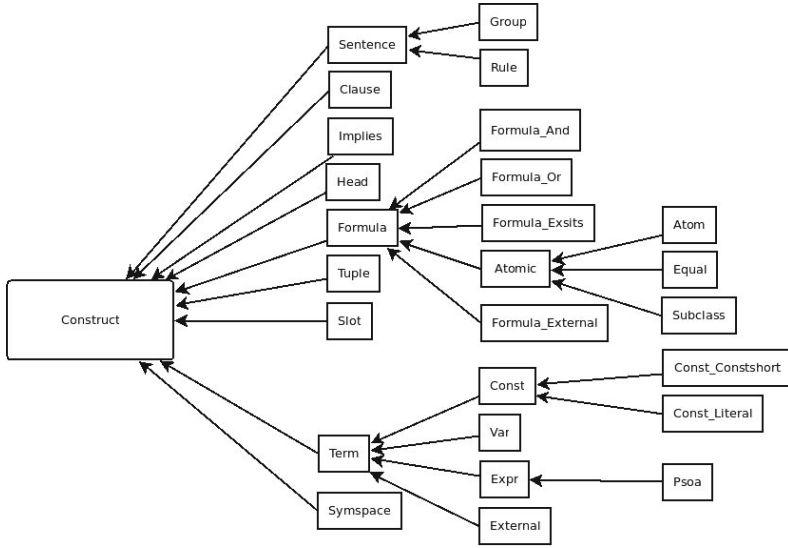 Group
Sentence
Rule
Clause
Formula_And
Implies
Formula_Or
Head
Formula_Exsits
Atom
Formula
Atomic
Equal
Tuple
Subclass
Construct
Slot
Formula_External
Const_Constshort
Const
Const_Literal
Var
Term
Expr
Psoa
Symspace
External